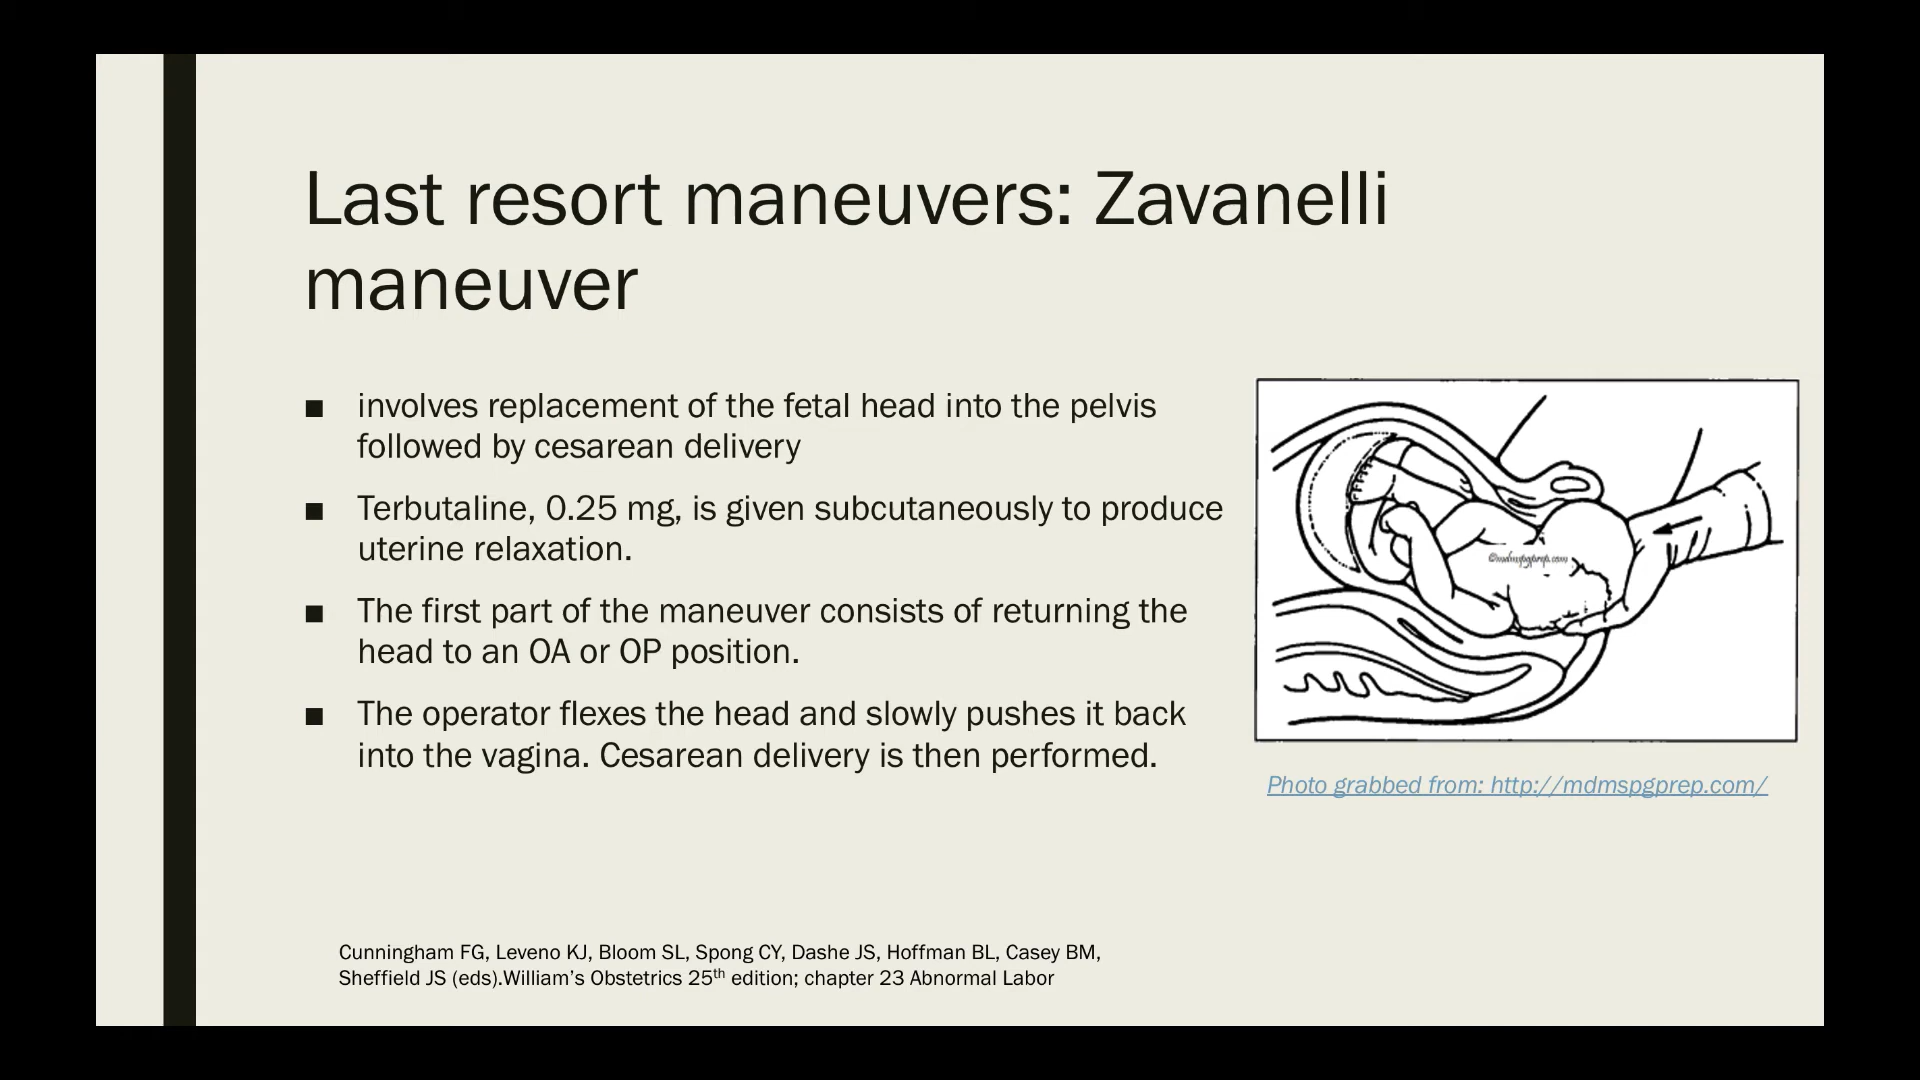 Last resort maneuvers: Zavanelli
maneuver
■ involves replacement of the fetal head into the pelvis
followed by cesarean delivery
■ Terbutaline, 0.25 mg, is given subcutaneously to produce
uterine relaxation.
■ The first part of the maneuver consists of returning the
head to an OA or OP position.
■ The operator flexes the head and slowly pushes it back
into the vagina. Cesarean delivery is then performed.
©mdmspgprep.com
Photo grabbed from: http://mdmspgprep.com/
Cunningham FG, Leveno KJ, Bloom SL, Spong CY, Dashe JS, Hoffman BL, Casey BM,
Sheffield JS (eds).William’s Obstetrics 25th edition; chapter 23 Abnormal Labor